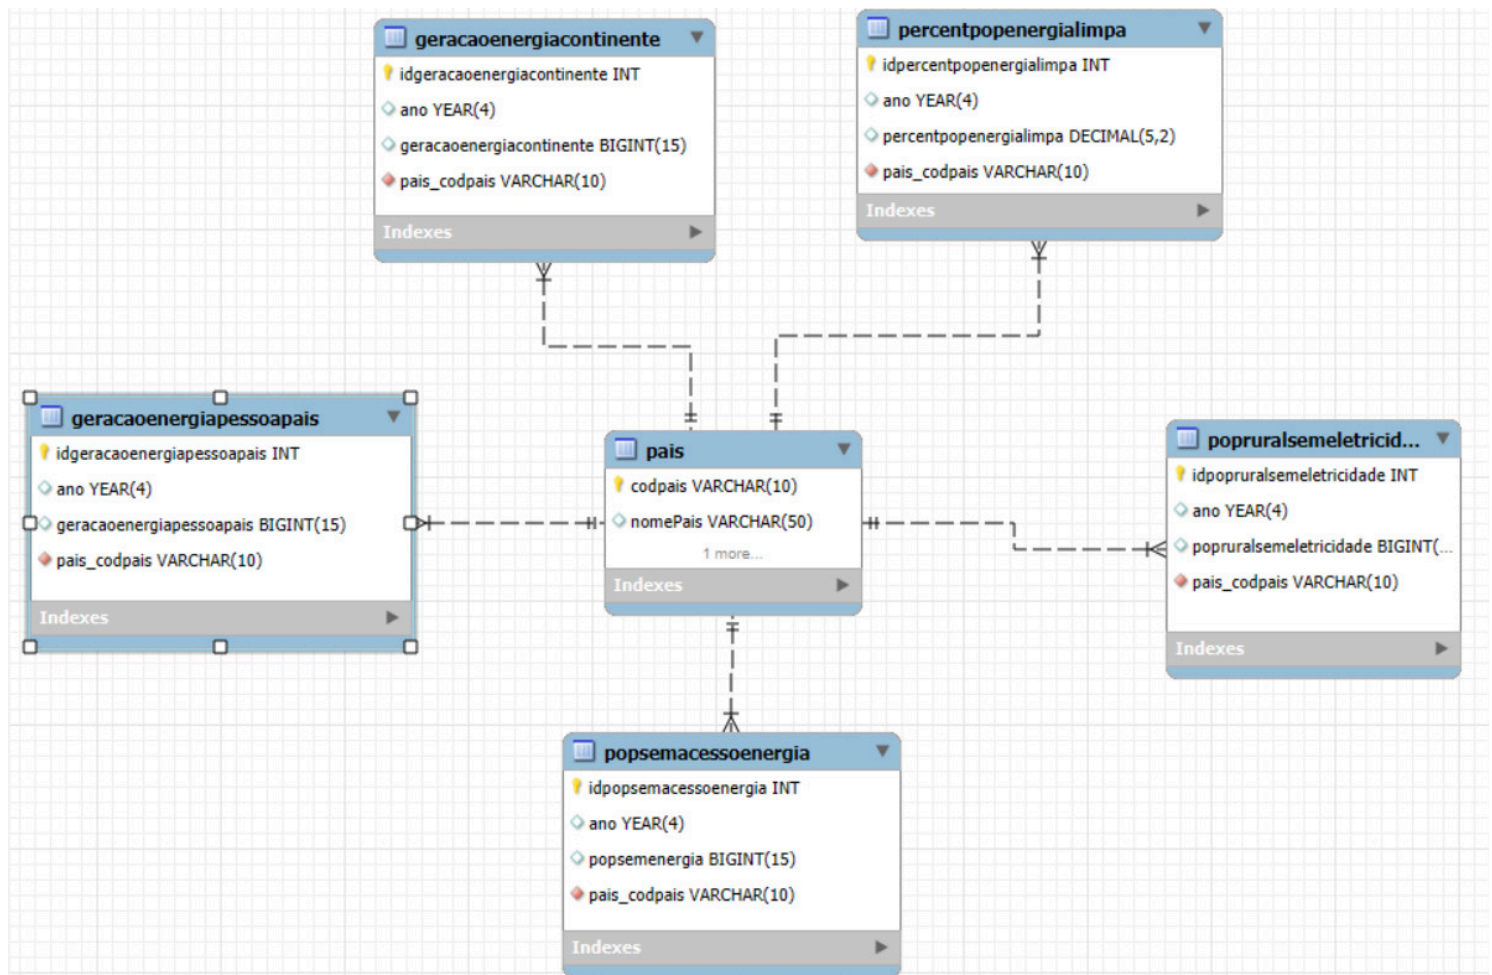 geracaoenergiacontinente
idgeracaoenergiacontinente INT
ano YEAR(4)
geracaoenergiacontinente BIGINT(15)
pais_codpais VARCHAR(10)
Indexes
percentpopenergialimpa
idpercentpopenergialimpa INT
ano YEAR(4)
percentpopenergialimpa DECIMAL(5,2)
pais_codpais VARCHAR(10)
Indexes
geracaoenergiapessoapais
idgeracaoenergiapessoapais INT
ano YEAR(4)
geracaoenergiapessoapais BIGINT(15)
pais_codpais VARCHAR(10)
Indexes
pais
codpais VARCHAR(10)
nomePais VARCHAR(50)
1 more...
Indexes
popruralsemeletricid...
idpopruralsemeletricidade INT
ano YEAR(4)
popruralsemeletricidade BIGINT(...
pais_codpais VARCHAR(10)
Indexes
popsemacessoenergia
idpopsemacessoenergia INT
ano YEAR(4)
popsemenergia BIGINT(15)
pais_codpais VARCHAR(10)
Indexes